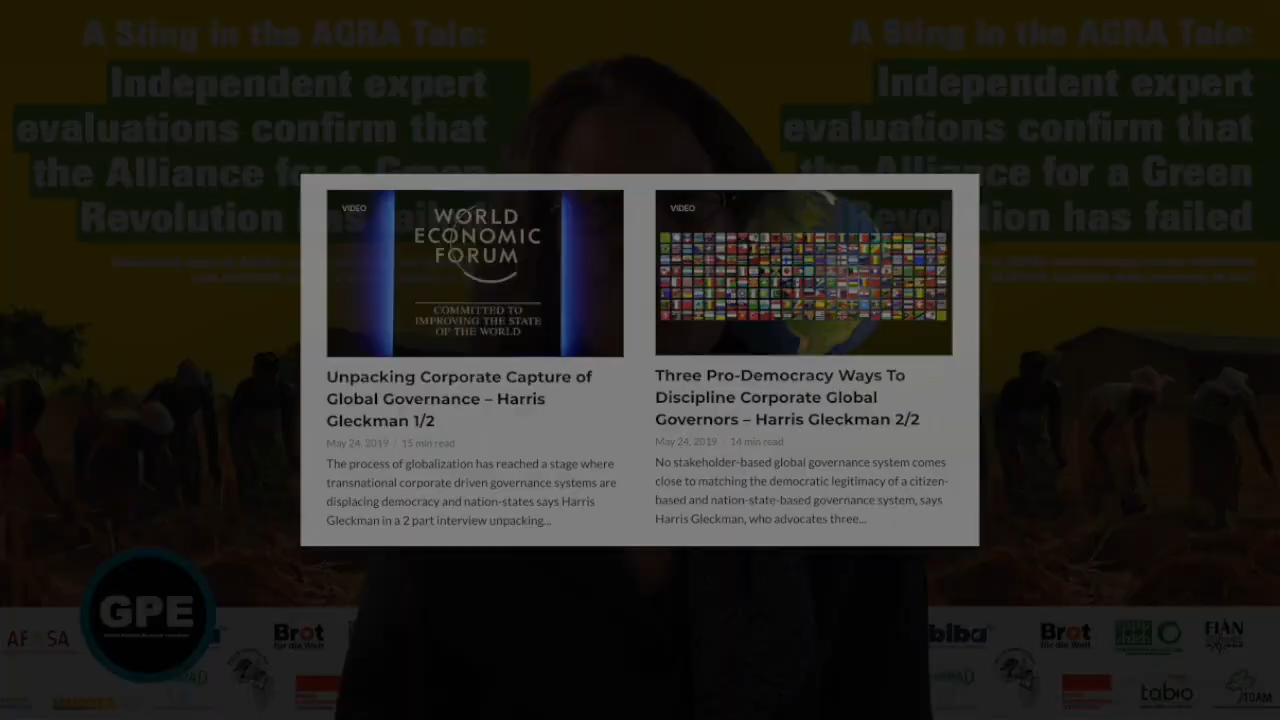 A Sting in the AGRA Tale:
Independent expert
evaluations confirm that
the Alliance for a Green
Revolution has failed
A Sting in the AGRA Tale:
Independent expert
evaluations confirm that
the Alliance for a Green
Revolution has failed
VIDEO
WORLD
ECONOMIC
FORUM
COMMITTED TO
IMPROVING THE STATE
OF THE WORLD
Unpacking Corporate Capture of
Global Governance – Harris
Gleckman 1/2
May 24, 2019 / 15 min read
The process of globalization has reached a stage where
transnational corporate driven governance systems are
displacing democracy and nation-states says Harris
Gleckman in a 2 part interview unpacking...
VIDEO
Three Pro-Democracy Ways To
Discipline Corporate Global
Governors – Harris Gleckman 2/2
May 24, 2019 / 14 min read
No stakeholder-based global governance system comes
close to matching the democratic legitimacy of a citizen-
based and nation-state-based governance system, says
Harris Gleckman, who advocates three...
GPE
AF SA
Brot
für die Welt
biba
Brot
für die Welt
FIAN
tabio
10AM